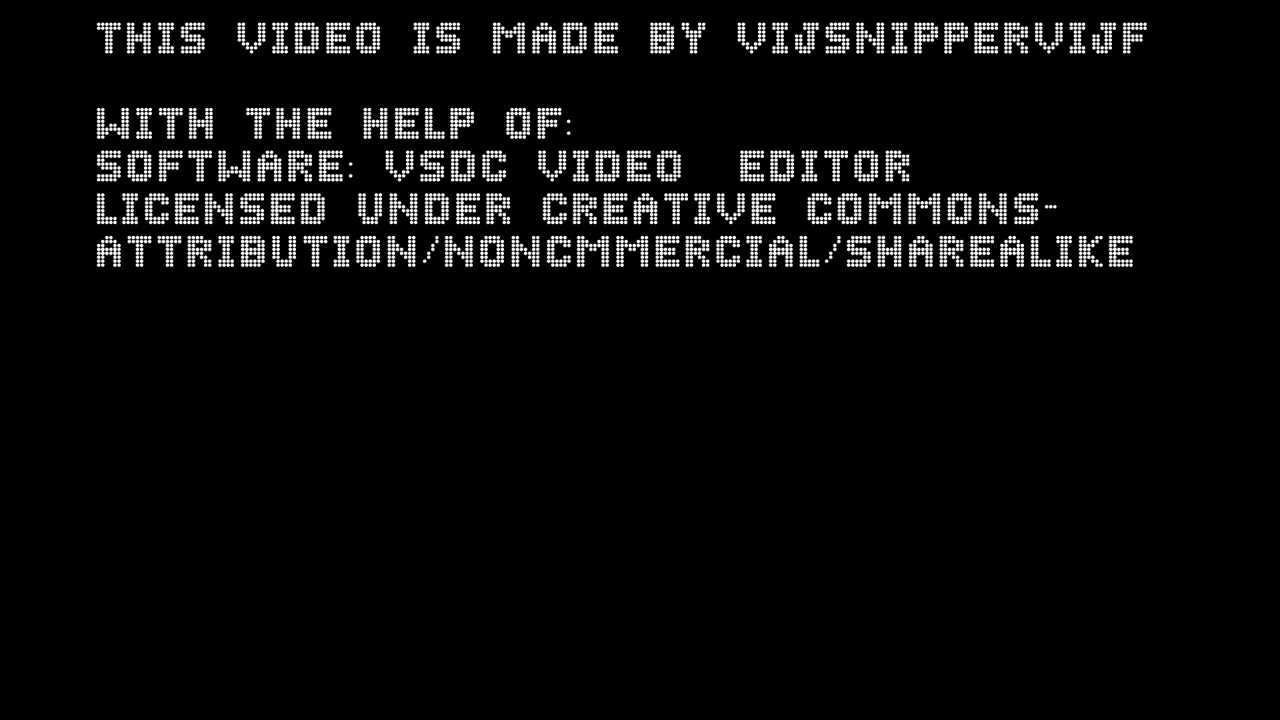 THIS VIDEO IS MADE BY VIJSNIPPERVIJF
WITH THE HELP OF:
SOFTWARE: VSDC VIDEO  EDITOR
LICENSED UNDER CREATIVE COMMONS-
ATTRIBUTION/NONCMMERCIAL/SHAREALIKE